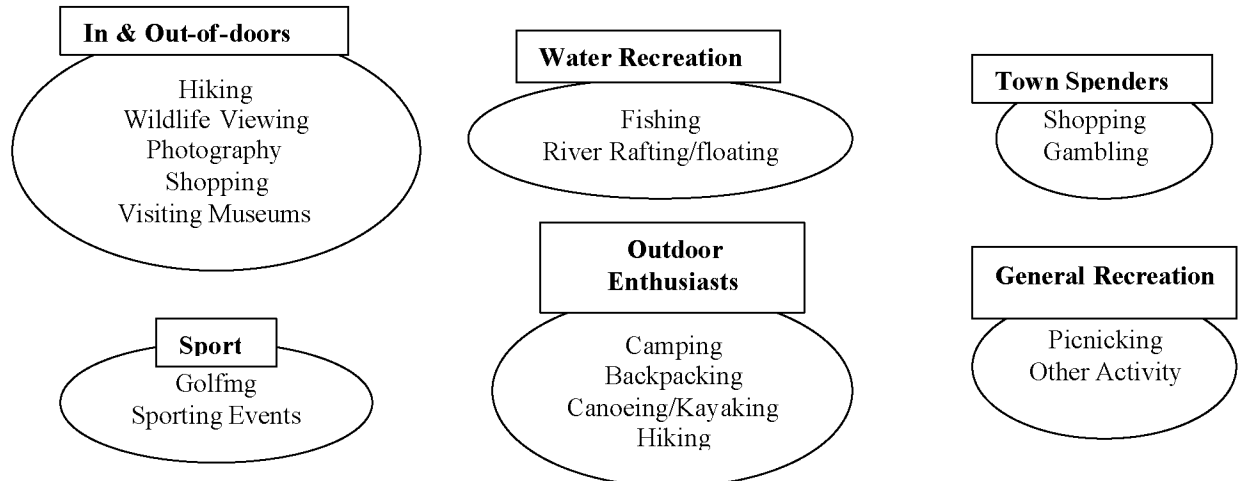 In & Out-of-doors
Hiking
Wildlife Viewing
Photography
Shopping
Visiting Museums
Water Recreation
Fishing
River Rafting/floating
Town Spenders
Shopping
Gambling
Sport
Golfing
Sporting Events
Outdoor
Enthusiasts
Camping
Backpacking
Canoeing/Kayaking
Hiking
General Recreation
Picnicking
Other Activity